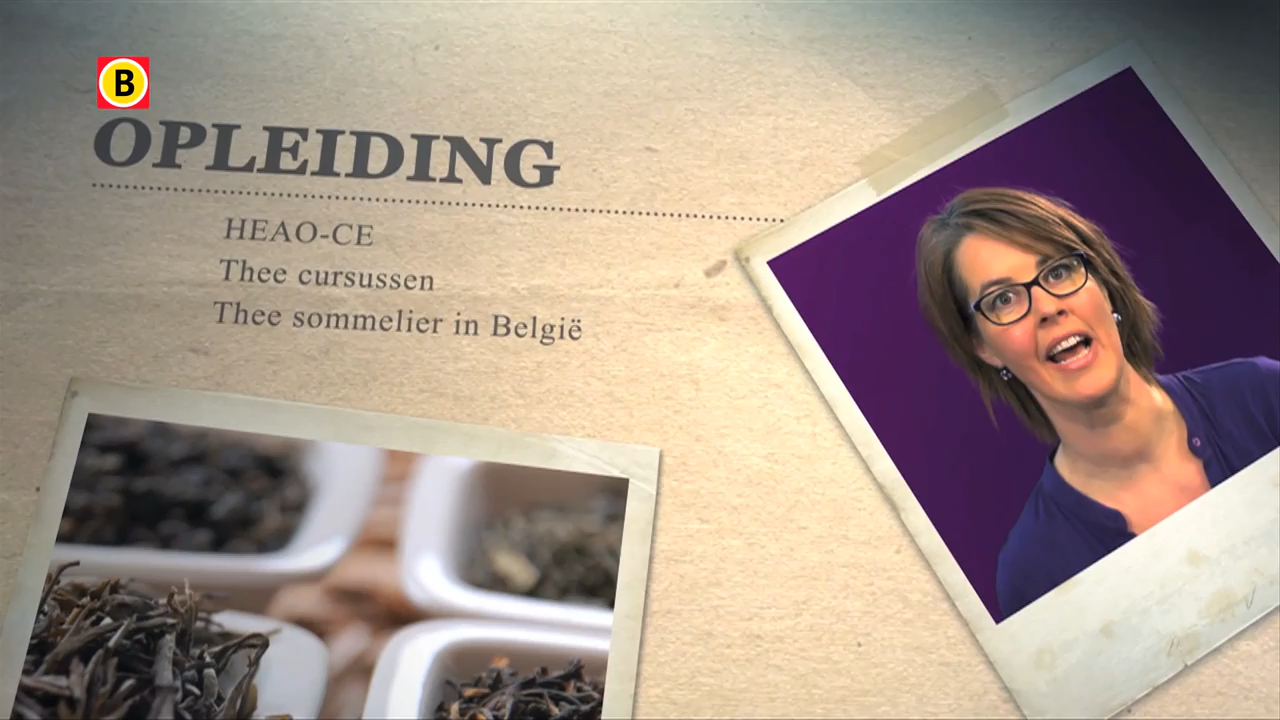 B
OPLEIDING
HEAO-CE
Thee cursussen
Thee sommelier in België